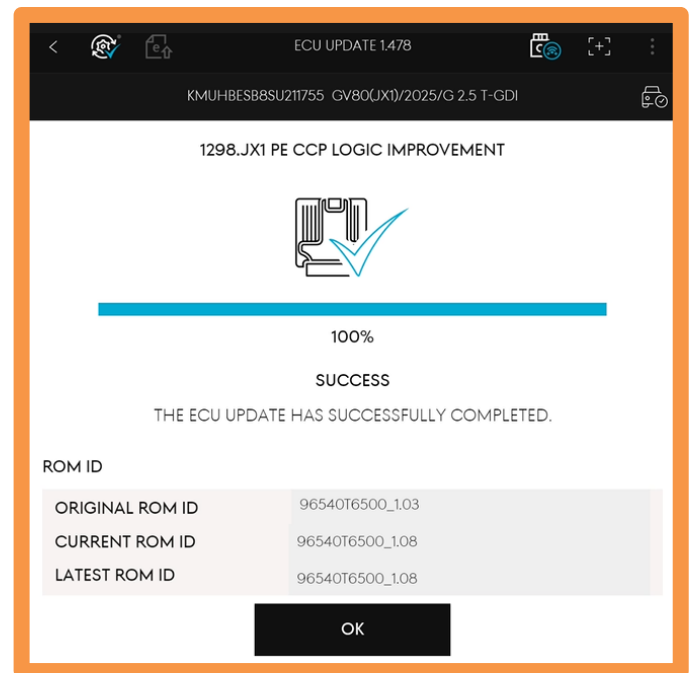 ECU UPDATE 1.478
KMUHBESB8SU211755 GV80(JX1)/2025/G 2.5 T-GDI
1298.JX1 PE CCP LOGIC IMPROVEMENT
100%
SUCCESS
THE ECU UPDATE HAS SUCCESSFULLY COMPLETED.
ROM ID
ORIGINAL ROM ID 96540T6500_1.03
CURRENT ROM ID 96540T6500_1.08
LATEST ROM ID 96540T6500_1.08
OK